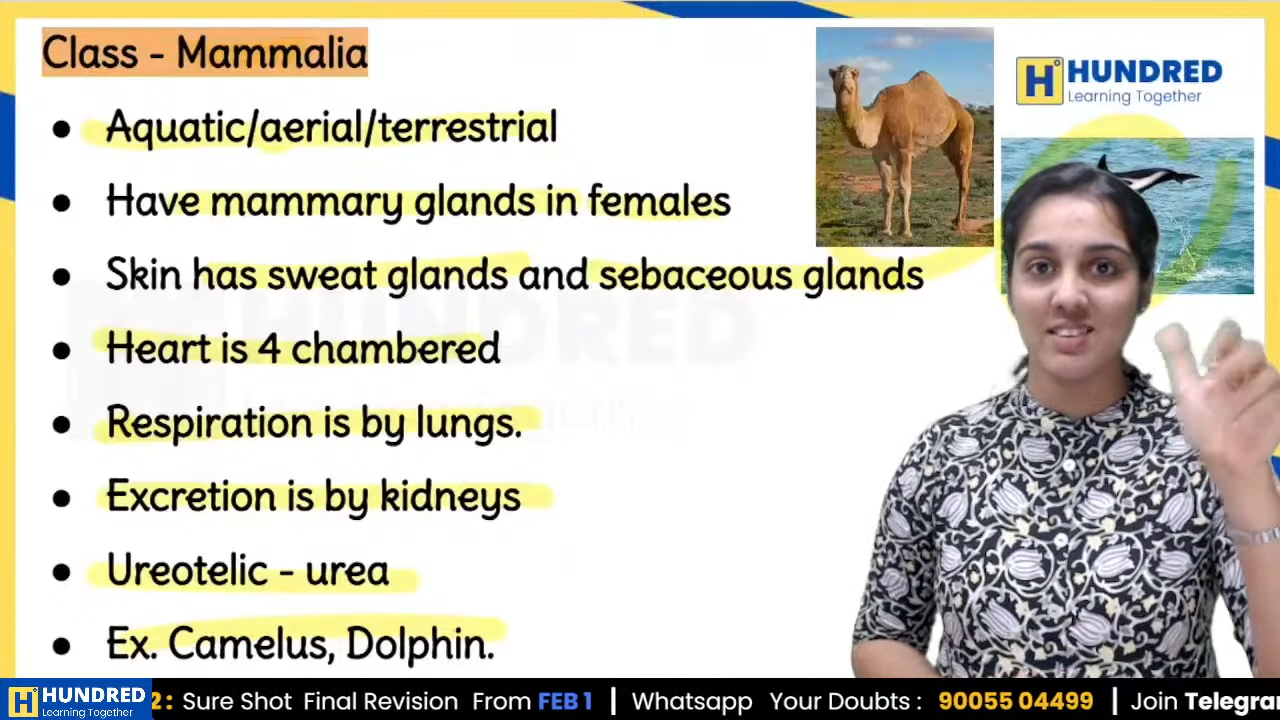 Class - Mammalia
HUNDRED
Learning Together
Aquatic/aerial/terrestrial
Have mammary glands in females
Skin has sweat glands and sebaceous glands
Heart is 4 chambered
Respiration is by lungs.
Excretion is by kidneys
Ureotelic - urea
Ex. Camelus, Dolphin.
HUNDRED
HUNDRED
Learning Together
2: Sure Shot Final Revision From FEB 1 | Whatsapp Your Doubts : 90055 04499 | Join